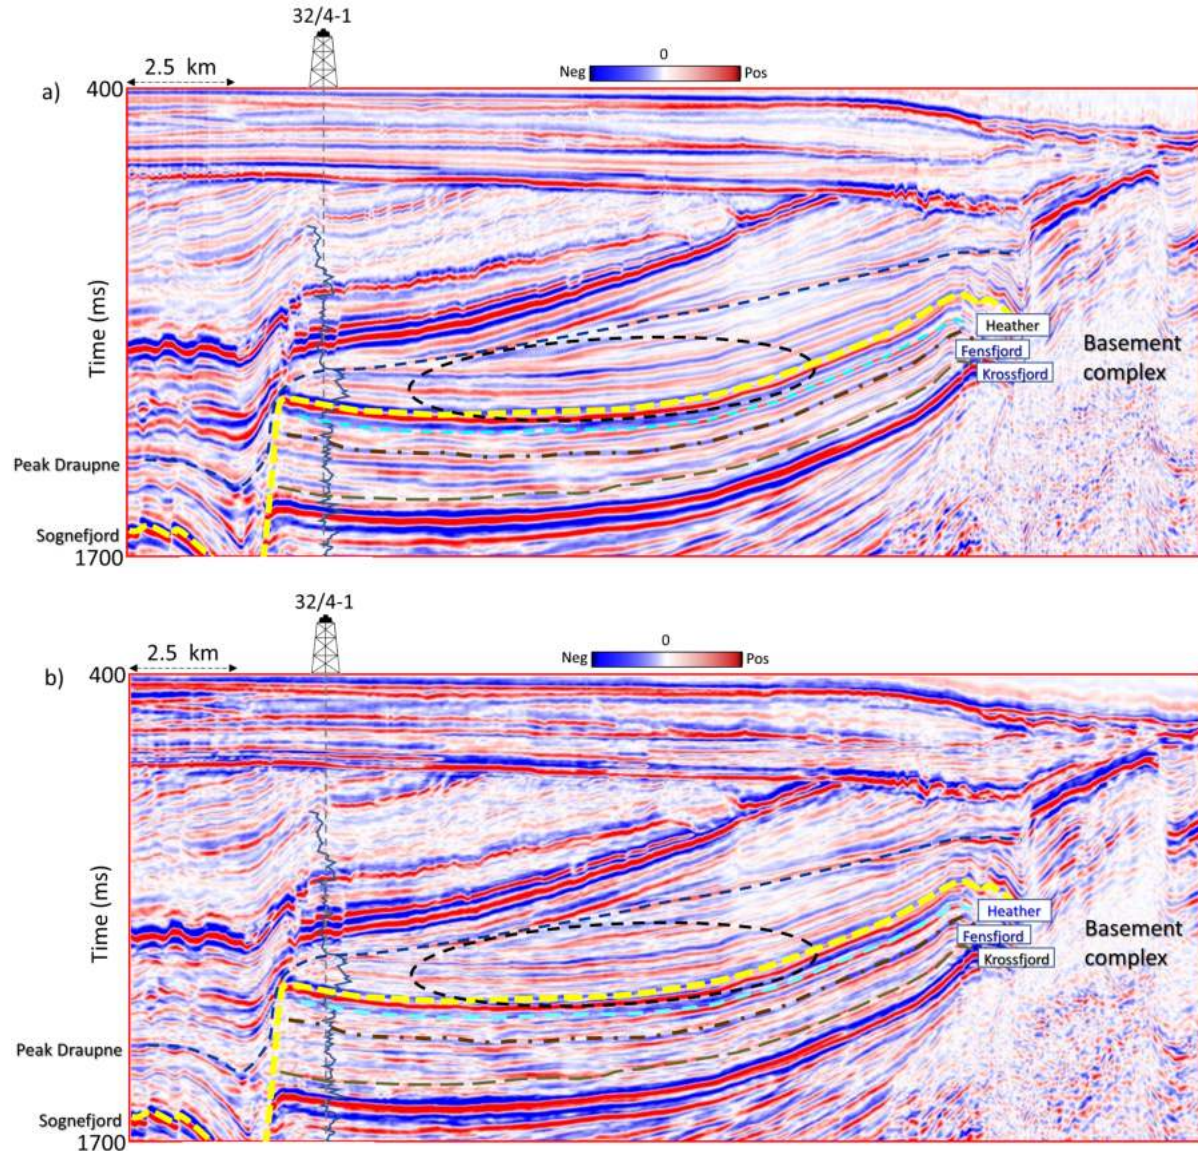 32/4-1
2.5 km
0
Neg
Pos
a)
400
Time (ms)
Heather
Fensfjord
Krossfjord
Basement
complex
Peak Draupne
Sognefjord
1700
32/4-1
2.5 km
0
Neg
Pos
b)
400
Time (ms)
Heather
Fensfjord
Krossfjord
Basement
complex
Peak Draupne
Sognefjord
1700